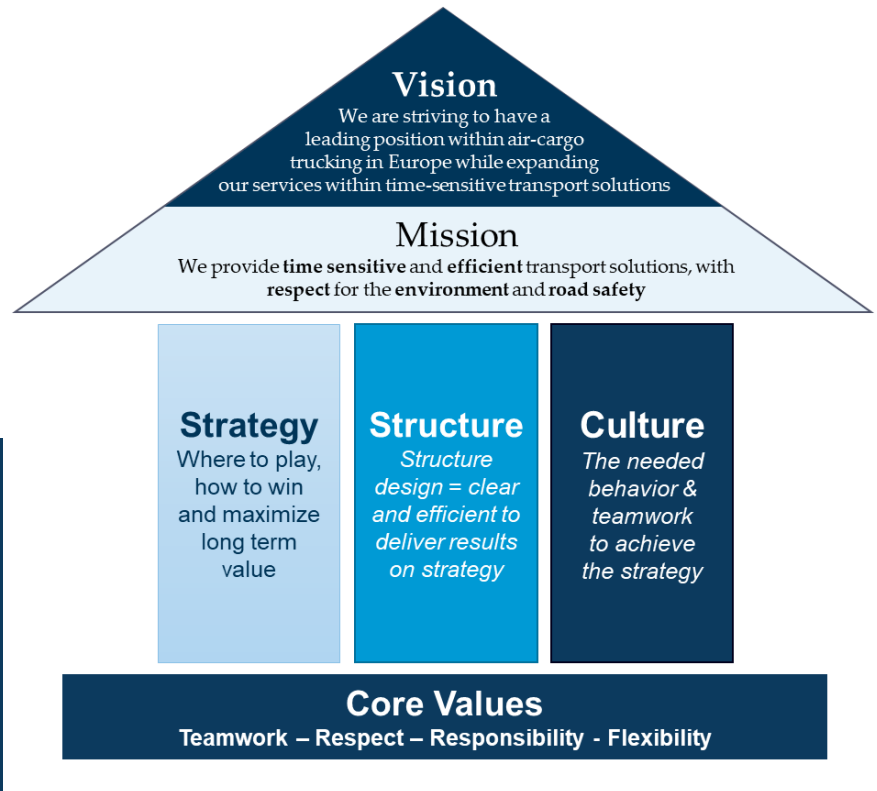 Vision
We are striving to have a
leading position within air-cargo
trucking in Europe while expanding
our services within time-sensitive transport solutions
Mission
We provide time sensitive and efficient transport solutions, with
respect for the environment and road safety
Strategy
Where to play,
how to win
and maximize
long term
value
Structure
Structure
design = clear
and efficient to
deliver results
on strategy
Culture
The needed
behavior &
teamwork
to achieve
the strategy
Core Values
Teamwork – Respect – Responsibility - Flexibility